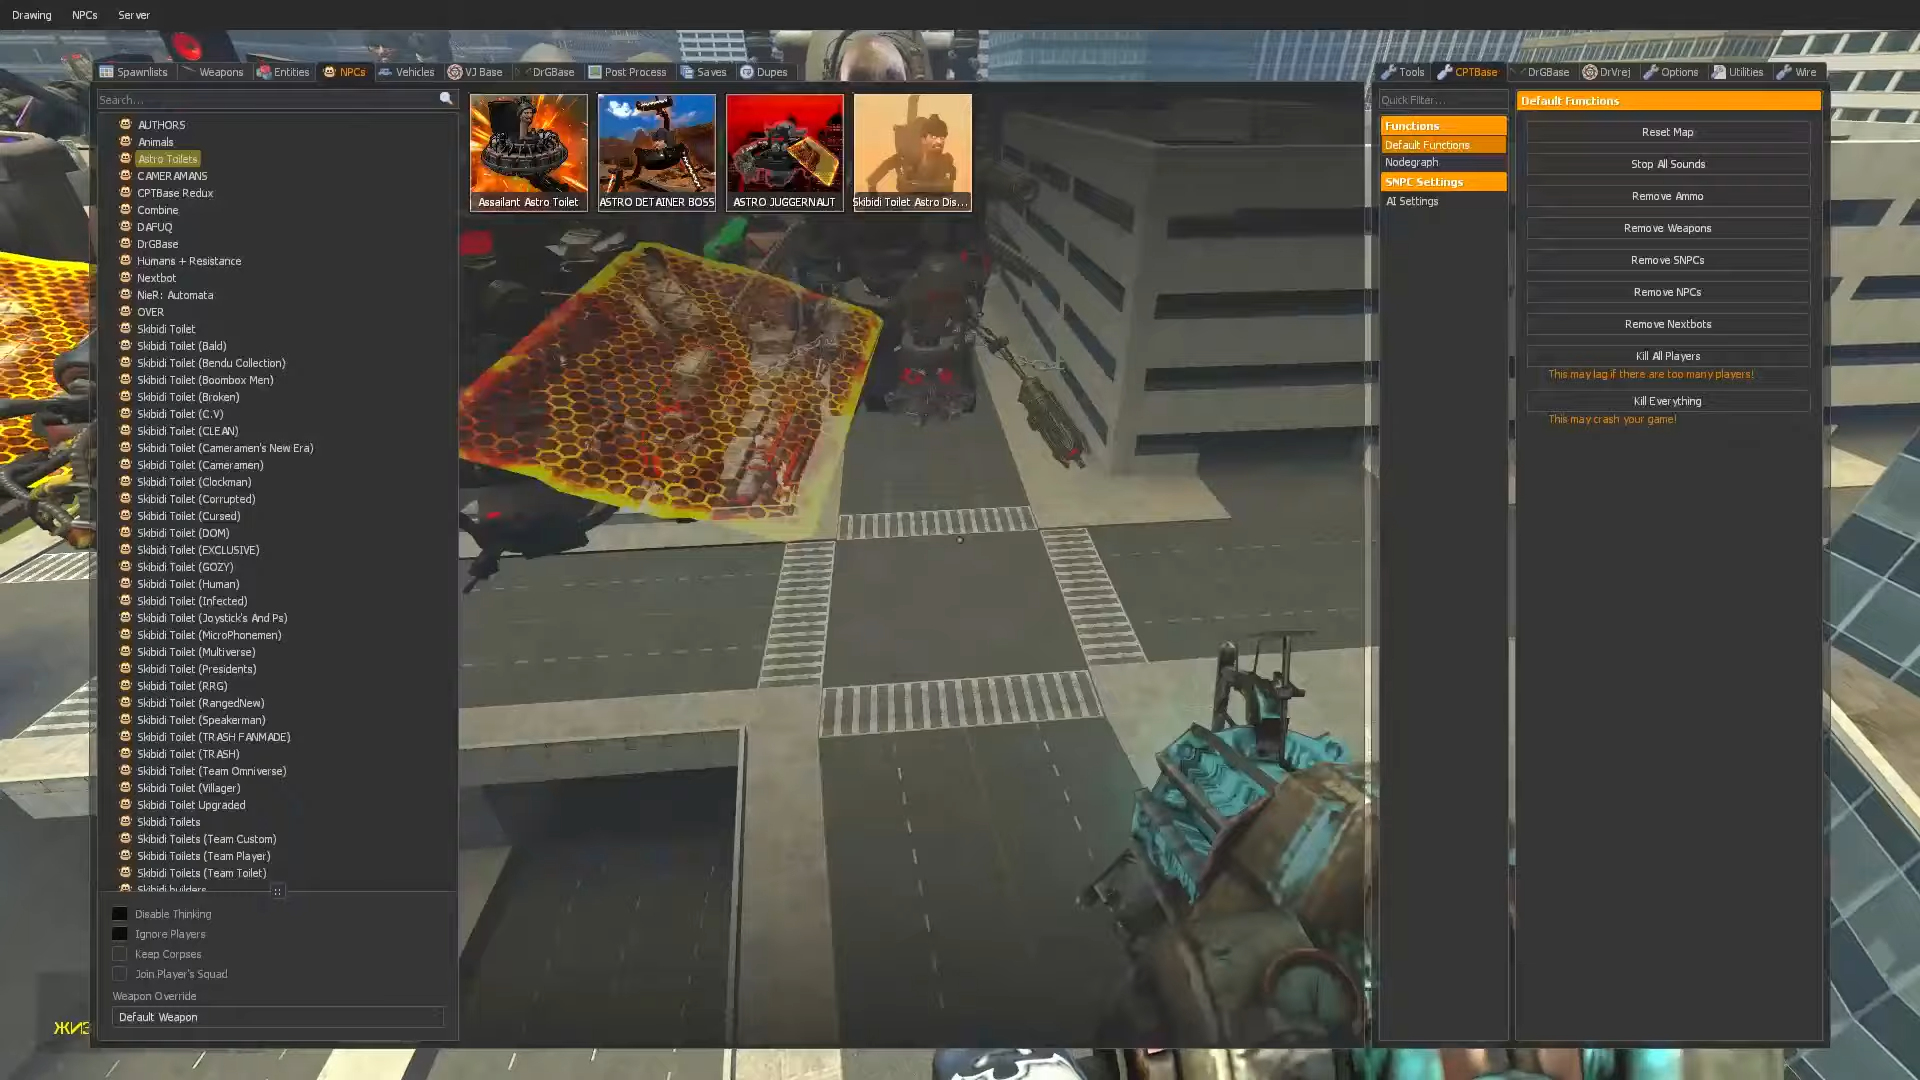 Drawing NPCs Server
Spawnlists Weapons Entities NPCs Vehicles VJ Base DrGBase Post Process Saves Dupes
Tools CPTBase DrGBase DrVrej Options Utilities Wire
Search...
AUTHORS
Animals
Astro Toilets
CAMERAMANS
CPTBase Redux
Combine
DAFUQ
DrGBase
Humans + Resistance
Nextbot
NieR: Automata
OVER
Skibidi Toilet
Skibidi Toilet (Bald)
Skibidi Toilet (Bendu Collection)
Skibidi Toilet (Boombox Men)
Skibidi Toilet (Broken)
Skibidi Toilet (C.V)
Skibidi Toilet (CLEAN)
Skibidi Toilet (Cameramen's New Era)
Skibidi Toilet (Cameramen)
Skibidi Toilet (Clockman)
Skibidi Toilet (Corrupted)
Skibidi Toilet (Cursed)
Skibidi Toilet (DOM)
Skibidi Toilet (EXCLUSIVE)
Skibidi Toilet (GOZY)
Skibidi Toilet (Human)
Skibidi Toilet (Infected)
Skibidi Toilet (Joystick's And Ps)
Skibidi Toilet (MicroPhonemen)
Skibidi Toilet (Multiverse)
Skibidi Toilet (Presidents)
Skibidi Toilet (RRG)
Skibidi Toilet (RangedNew)
Skibidi Toilet (Speakerman)
Skibidi Toilet (TRASH FANMADE)
Skibidi Toilet (TRASH)
Skibidi Toilet (Team Omniverse)
Skibidi Toilet (Villager)
Skibidi Toilet Upgraded
Skibidi Toilets
Skibidi Toilets (Team Custom)
Skibidi Toilets (Team Player)
Skibidi Toilets (Team Toilet)
Skibidi builders
Disable Thinking
Ignore Players
Keep Corpses
Join Player's Squad
Weapon Override
Default Weapon
ЖИЗ
Assailant Astro Toilet
ASTRO DETAINER BOSS
ASTRO JUGGERNAUT
Skibidi Toilet Astro Dis...
Quick Filter...
Functions
Default Functions
Nodegraph
SNPC Settings
AI Settings
Default Functions
Reset Map
Stop All Sounds
Remove Ammo
Remove Weapons
Remove SNPCs
Remove NPCs
Remove Nextbots
Kill All Players
This may lag if there are too many players!
Kill Everything
This may crash your game!